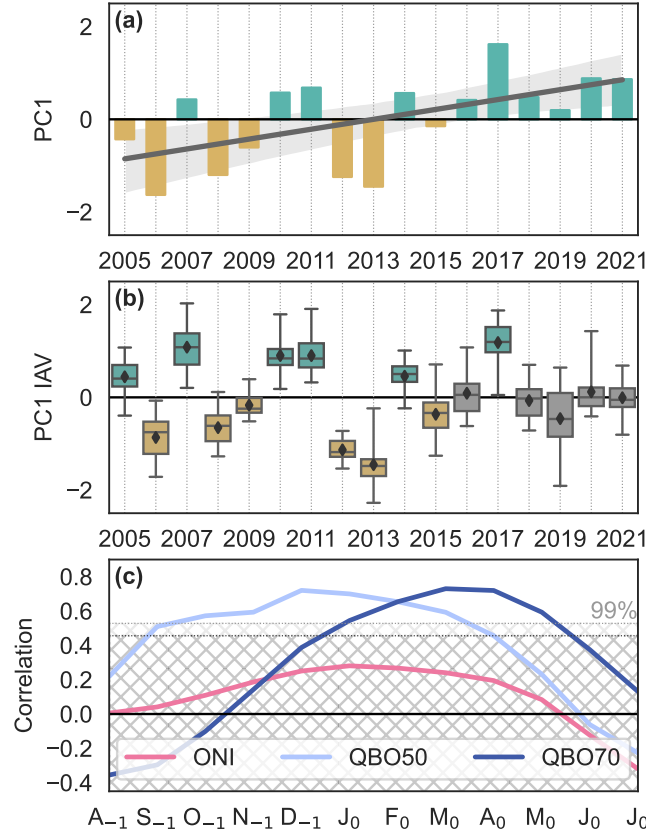 (a)
2
0
−2
PC1
2005 2007 2009 2011 2013 2015 2017 2019 2021
(b)
2
0
−2
PC1 IAV
2005 2007 2009 2011 2013 2015 2017 2019 2021
(c)
0.8
0.6
0.4
0.2
0.0
−0.2
−0.4
Correlation
99%
ONI QBO50 QBO70
A₋₁ S₋₁ O₋₁ N₋₁ D₋₁ J₀ F₀ M₀ A₀ M₀ J₀ J₀